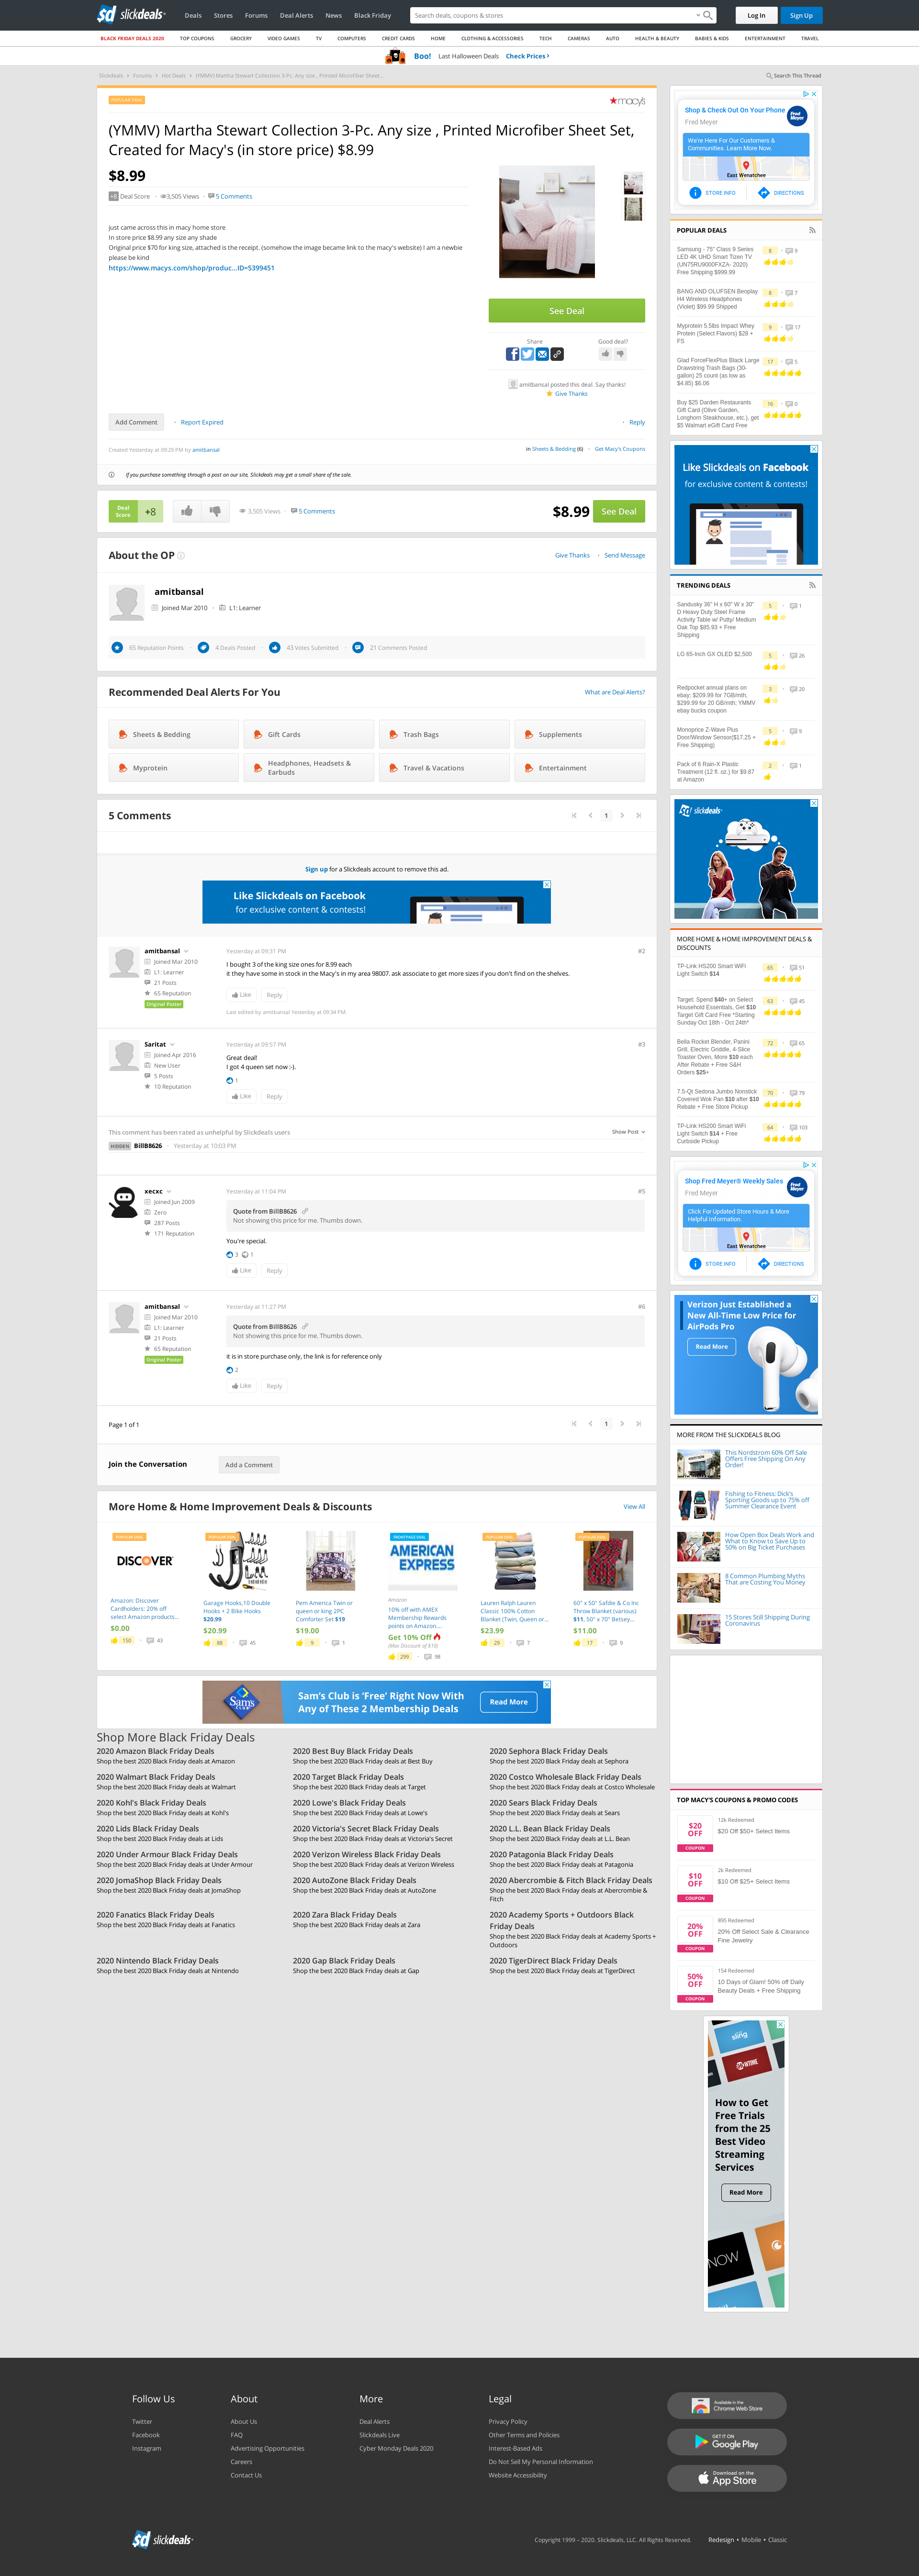 slickdeals
Deals Stores Forums Deal Alerts News Black Friday
Search deals, coupons & stores
Log In
Sign Up
BLACK FRIDAY DEALS 2020 TOP COUPONS GROCERY VIDEO GAMES TV COMPUTERS CREDIT CARDS HOME CLOTHING & ACCESSORIES TECH CAMERAS AUTO HEALTH & BEAUTY BABIES & KIDS ENTERTAINMENT TRAVEL
Boo! Last Halloween Deals Check Prices
Slickdeals Forums Hot Deals (YMMV) Martha Stewart Collection 3-Pc. Any size , Printed Microfiber Sheet...
Search This Thread
POPULAR DEAL
macys
(YMMV) Martha Stewart Collection 3-Pc. Any size , Printed Microfiber Sheet Set,
Created for Macy's (in store price) $8.99
$8.99
+8 Deal Score 3,505 Views 5 Comments
just came across this in macy home store
In store price $8.99 any size any shade
Original price $70 for king size, attached is the receipt. (somehow the image became link to the macy's website) I am a newbie
please be kind
https://www.macys.com/shop/produc...ID=5399451
See Deal
Share
Good deal?
amitbansal posted this deal. Say thanks!
Give Thanks
Add Comment
Report Expired
Reply
Created Yesterday at 09:29 PM by amitbansal
in Sheets & Bedding (6) Get Macy's Coupons
If you purchase something through a post on our site, Slickdeals may get a small share of the sale.
Deal
Score
+8
3,505 Views 5 Comments
$8.99
See Deal
About the OP
Give Thanks Send Message
amitbansal
Joined Mar 2010 L1: Learner
65 Reputation Points 4 Deals Posted 43 Votes Submitted 21 Comments Posted
Recommended Deal Alerts For You
What are Deal Alerts?
Sheets & Bedding
Gift Cards
Trash Bags
Supplements
Myprotein
Headphones, Headsets &
Earbuds
Travel & Vacations
Entertainment
5 Comments
1
Sign up for a Slickdeals account to remove this ad.
Like Slickdeals on Facebook
for exclusive content & contests!
amitbansal
Joined Mar 2010
L1: Learner
21 Posts
65 Reputation
Original Poster
Yesterday at 09:31 PM
#2
I bought 3 of the king size ones for 8.99 each
it they have some in stock in the Macy's in my area 98007. ask associate to get more sizes if you don't find on the shelves.
Like
Reply
Last edited by amitbansal Yesterday at 09:34 PM.
Saritat
Joined Apr 2016
New User
5 Posts
10 Reputation
Yesterday at 09:57 PM
#3
Great deal!
I got 4 queen set now :-).
1
Like
Reply
This comment has been rated as unhelpful by Slickdeals users
Show Post
HIDDEN BillB8626 Yesterday at 10:03 PM
xecxc
Joined Jun 2009
Zero
287 Posts
171 Reputation
Yesterday at 11:04 PM
#5
Quote from BillB8626
Not showing this price for me. Thumbs down.
You're special.
3 1
Like
Reply
amitbansal
Joined Mar 2010
L1: Learner
21 Posts
65 Reputation
Original Poster
Yesterday at 11:27 PM
#6
Quote from BillB8626
Not showing this price for me. Thumbs down.
it is in store purchase only, the link is for reference only
2
Like
Reply
Page 1 of 1
1
Join the Conversation
Add a Comment
More Home & Home Improvement Deals & Discounts
View All
POPULAR DEAL
DISCOVER
Amazon: Discover
Cardholders: 20% off
select Amazon products...
$0.00
150 43
POPULAR DEAL
Garage Hooks,10 Double
Hooks + 2 Bike Hooks
$20.99
$20.99
88 45
Pem America Twin or
queen or king 2PC
Comforter Set $19
$19.00
9 1
FRONTPAGE DEAL
AMERICAN
EXPRESS
Amazon
10% off with AMEX
Membership Rewards
points on Amazon....
Get 10% Off
(Max Discount of $10)
299 98
POPULAR DEAL
Lauren Ralph Lauren
Classic 100% Cotton
Blanket (Twin, Queen or...
$23.99
29 7
POPULAR DEAL
60" x 50" Safdie & Co Inc
Throw Blanket (various)
$11, 50" x 70" Betsey...
$11.00
17 9
Sam's
Sam's Club is 'Free' Right Now With
Any of These 2 Membership Deals
Read More
Shop More Black Friday Deals
2020 Amazon Black Friday Deals
Shop the best 2020 Black Friday deals at Amazon
2020 Best Buy Black Friday Deals
Shop the best 2020 Black Friday deals at Best Buy
2020 Sephora Black Friday Deals
Shop the best 2020 Black Friday deals at Sephora
2020 Walmart Black Friday Deals
Shop the best 2020 Black Friday deals at Walmart
2020 Target Black Friday Deals
Shop the best 2020 Black Friday deals at Target
2020 Costco Wholesale Black Friday Deals
Shop the best 2020 Black Friday deals at Costco Wholesale
2020 Kohl's Black Friday Deals
Shop the best 2020 Black Friday deals at Kohl's
2020 Lowe's Black Friday Deals
Shop the best 2020 Black Friday deals at Lowe's
2020 Sears Black Friday Deals
Shop the best 2020 Black Friday deals at Sears
2020 Lids Black Friday Deals
Shop the best 2020 Black Friday deals at Lids
2020 Victoria's Secret Black Friday Deals
Shop the best 2020 Black Friday deals at Victoria's Secret
2020 L.L. Bean Black Friday Deals
Shop the best 2020 Black Friday deals at L.L. Bean
2020 Under Armour Black Friday Deals
Shop the best 2020 Black Friday deals at Under Armour
2020 Verizon Wireless Black Friday Deals
Shop the best 2020 Black Friday deals at Verizon Wireless
2020 Patagonia Black Friday Deals
Shop the best 2020 Black Friday deals at Patagonia
2020 JomaShop Black Friday Deals
Shop the best 2020 Black Friday deals at JomaShop
2020 AutoZone Black Friday Deals
Shop the best 2020 Black Friday deals at AutoZone
2020 Abercrombie & Fitch Black Friday Deals
Shop the best 2020 Black Friday deals at Abercrombie &
Fitch
2020 Fanatics Black Friday Deals
Shop the best 2020 Black Friday deals at Fanatics
2020 Zara Black Friday Deals
Shop the best 2020 Black Friday deals at Zara
2020 Academy Sports + Outdoors Black
Friday Deals
Shop the best 2020 Black Friday deals at Academy Sports +
Outdoors
2020 Nintendo Black Friday Deals
Shop the best 2020 Black Friday deals at Nintendo
2020 Gap Black Friday Deals
Shop the best 2020 Black Friday deals at Gap
2020 TigerDirect Black Friday Deals
Shop the best 2020 Black Friday deals at TigerDirect
Shop & Check Out On Your Phone
Fred Meyer
Fred Meyer
We're Here For Our Customers &
Communities. Learn More Now.
East Wenatchee
STORE INFO
DIRECTIONS
POPULAR DEALS
Samsung - 75" Class 9 Series
LED 4K UHD Smart Tizen TV
(UN75RU9000FXZA- 2020)
Free Shipping $999.99
8 9
BANG AND OLUFSEN Beoplay
H4 Wireless Headphones
(Violet) $99.99 Shipped
8 7
Myprotein 5.5lbs Impact Whey
Protein (Select Flavors) $28 +
FS
9 17
Glad ForceFlexPlus Black Large
Drawstring Trash Bags (30-
gallon) 25 count (as low as
$4.85) $6.06
17 5
Buy $25 Darden Restaurants
Gift Card (Olive Garden,
Longhorn Steakhouse, etc.), get
$5 Walmart eGift Card Free
16 0
Like Slickdeals on Facebook
for exclusive content & contests!
TRENDING DEALS
Sandusky 36" H x 60" W x 30"
D Heavy Duty Steel Frame
Activity Table w/ Putty/ Medium
Oak Top $85.93 + Free
Shipping
5 1
LG 65-Inch GX OLED $2,500
5 26
Redpocket annual plans on
ebay: $209.99 for 7GB/mth,
$299.99 for 20 GB/mth; YMMV
ebay bucks coupon
3 20
Monoprice Z-Wave Plus
Door/Window Sensor($17.25 +
Free Shipping)
5 9
Pack of 6 Rain-X Plastic
Treatment (12 fl. oz.) for $9.87
at Amazon
2 1
slickdeals
MORE HOME & HOME IMPROVEMENT DEALS &
DISCOUNTS
TP-Link HS200 Smart WiFi
Light Switch $14
65 51
Target: Spend $40+ on Select
Household Essentials, Get $10
Target Gift Card Free *Starting
Sunday Oct 18th - Oct 24th*
63 45
Bella Rocket Blender, Panini
Grill, Electric Griddle, 4-Slice
Toaster Oven, More $10 each
After Rebate + Free S&H
Orders $25+
72 65
7.5-Qt Sedona Jumbo Nonstick
Covered Wok Pan $10 after $10
Rebate + Free Store Pickup
70 79
TP-Link HS200 Smart WiFi
Light Switch $14 + Free
Curbside Pickup
64 103
Shop Fred Meyer® Weekly Sales
Fred Meyer
Fred Meyer
Click For Updated Store Hours & More
Helpful Information.
East Wenatchee
STORE INFO
DIRECTIONS
Verizon Just Established a
New All-Time Low Price for
AirPods Pro
Read More
MORE FROM THE SLICKDEALS BLOG
This Nordstrom 60% Off Sale
Offers Free Shipping On Any
Order!
Fishing to Fitness: Dick's
Sporting Goods up to 75% off
Summer Clearance Event
How Open Box Deals Work and
What to Know to Save Up to
50% on Big Ticket Purchases
8 Common Plumbing Myths
That are Costing You Money
15 Stores Still Shipping During
Coronavirus
TOP MACY'S COUPONS & PROMO CODES
$20
OFF
COUPON
12k Redeemed
$20 Off $50+ Select Items
$10
OFF
COUPON
2k Redeemed
$10 Off $25+ Select Items
20%
OFF
COUPON
895 Redeemed
20% Off Select Sale & Clearance
Fine Jewelry
50%
OFF
COUPON
154 Redeemed
10 Days of Glam! 50% off Daily
Beauty Deals + Free Shipping
sling
SHOWTIME
How to Get
Free Trials
from the 25
Best Video
Streaming
Services
Read More
NOW
Follow Us
Twitter
Facebook
Instagram
About
About Us
FAQ
Advertising Opportunities
Careers
Contact Us
More
Deal Alerts
Slickdeals Live
Cyber Monday Deals 2020
Legal
Privacy Policy
Other Terms and Policies
Interest-Based Ads
Do Not Sell My Personal Information
Website Accessibility
Available in the
Chrome Web Store
GET IT ON
Google Play
Download on the
App Store
slickdeals
Copyright 1999 – 2020. Slickdeals, LLC. All Rights Reserved. Redesign • Mobile • Classic